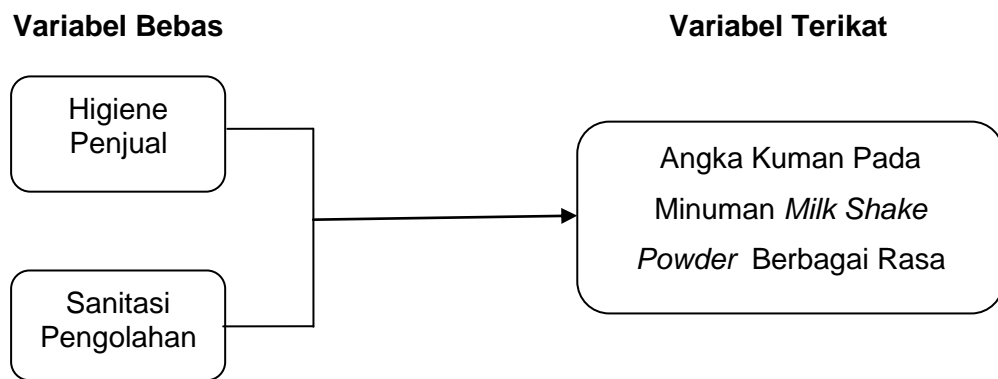 Variabel Bebas
Variabel Terikat
Higiene
Penjual
Angka Kuman Pada
Minuman Milk Shake
Powder Berbagai Rasa
Sanitasi
Pengolahan